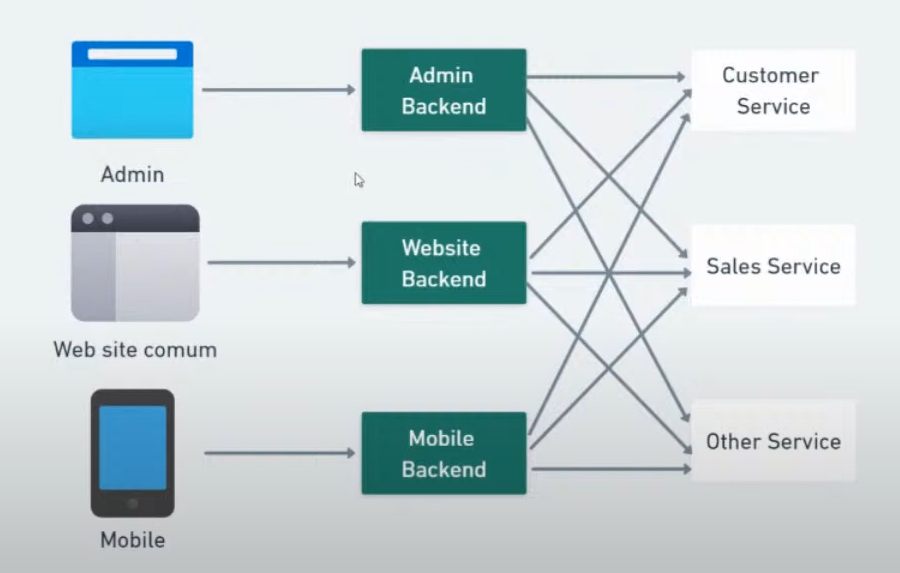 Admin
Backend
Customer
Service
Admin
Website
Backend
Sales Service
Web site comum
Mobile
Backend
Other Service
Mobile